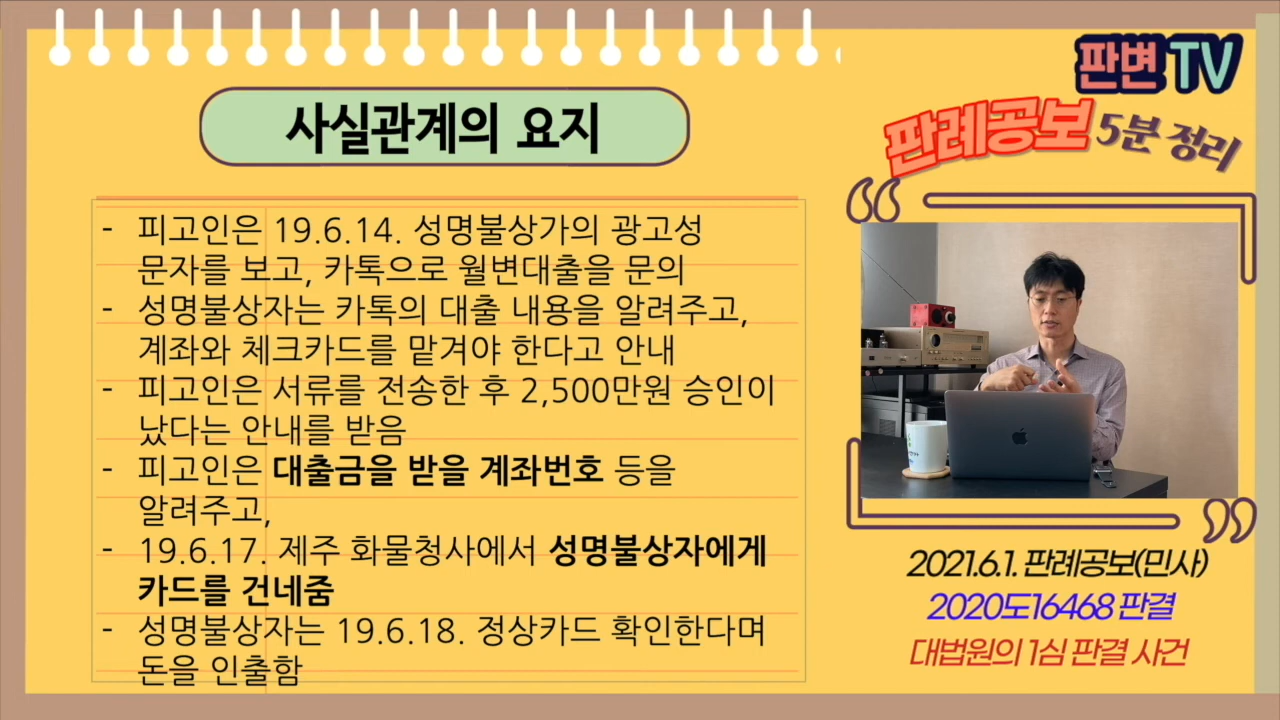 판변 TV
판례공보 5분 정리
사실관계의 요지
- 피고인은 19.6.14. 성명불상가의 광고성
문자를 보고, 카톡으로 월변대출을 문의
- 성명불상자는 카톡의 대출 내용을 알려주고,
계좌와 체크카드를 맡겨야 한다고 안내
- 피고인은 서류를 전송한 후 2,500만원 승인이
났다는 안내를 받음
- 피고인은 대출금을 받을 계좌번호 등을
알려주고,
- 19.6.17. 제주 화물청사에서 성명불상자에게
카드를 건네줌
- 성명불상자는 19.6.18. 정상카드 확인한다며
돈을 인출함
2021.6.1. 판례공보(민사)
2020도16468 판결
대법원의 1심 판결 사건